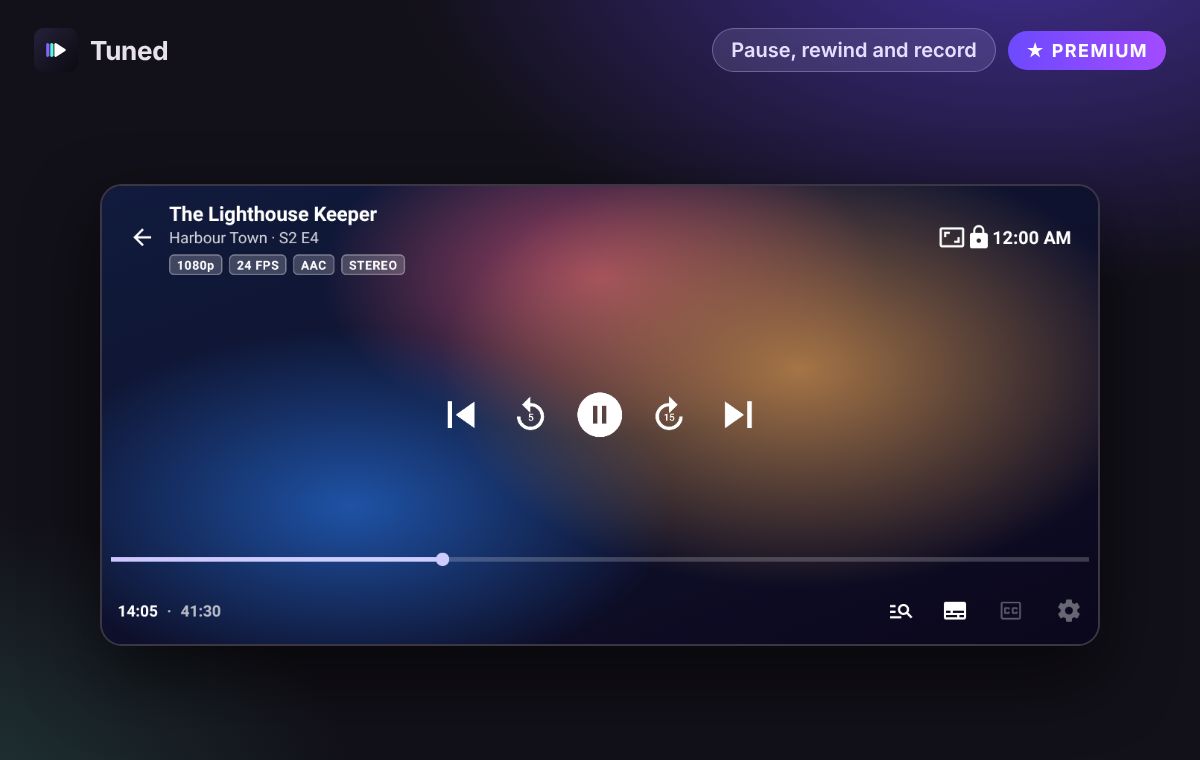 Tuned
Pause, rewind and record
★ PREMIUM
The Lighthouse Keeper
Harbour Town · S2 E4
1080p 24 FPS AAC STEREO
12:00 AM
5
15
14:05 · 41:30
CC